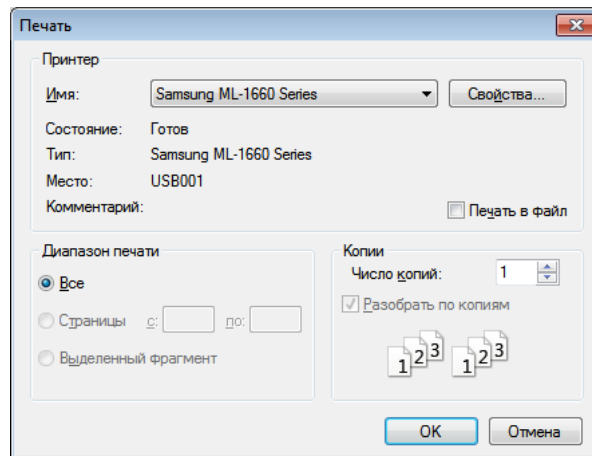 Печать
Принтер
Имя: Samsung ML-1660 Series Свойства...
Состояние: Готов
Тип: Samsung ML-1660 Series
Место: USB001
Комментарий: Печать в файл
Диапазон печати
Все
Страницы с: по:
Выделенный фрагмент
Копии
Число копий: 1
Разобрать по копиям
1 2 3 1 2 3
OK Отмена